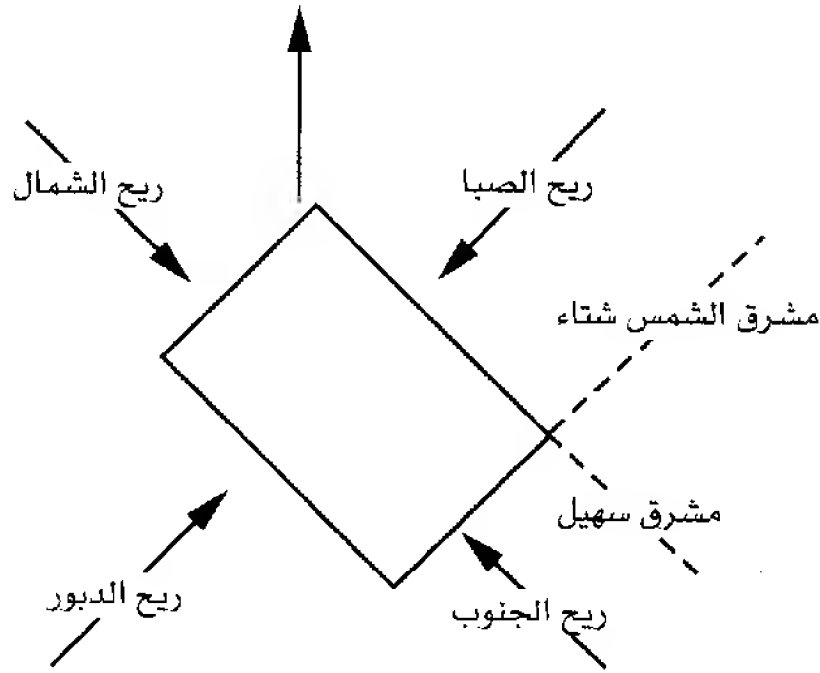 ريح الصبا
ريح الشمال
مشرق الشمس شتاء
مشرق سهيل
ريح الجنوب
ريح الدبور